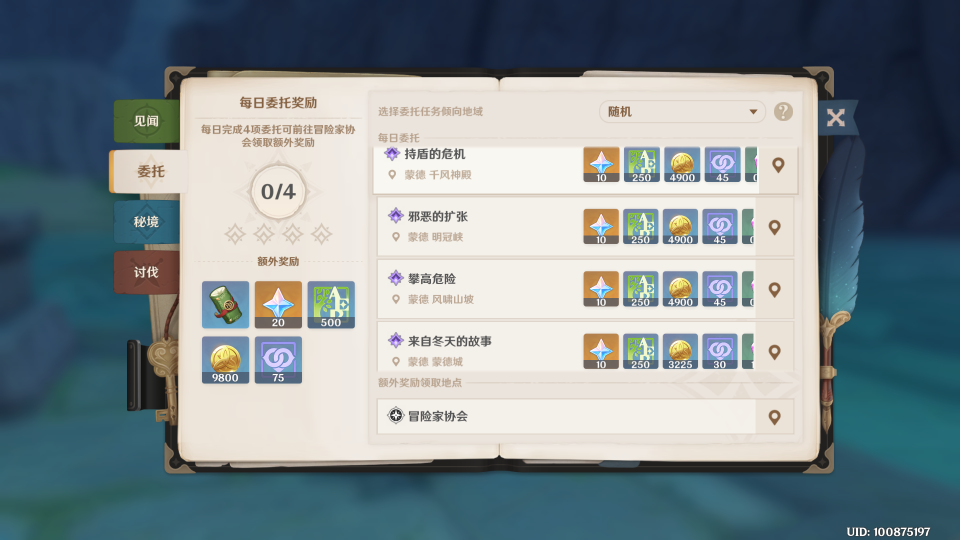 见闻
委托
秘境
讨伐
每日委托奖励
每日完成4项委托可前往冒险家协
会领取额外奖励
0/4
额外奖励
20
500
9800
75
选择委托任务倾向地域
随机
?
每日委托
持盾的危机
蒙德 千风神殿
10
250
4900
45
邪恶的扩张
蒙德 明冠峡
10
250
4900
45
攀高危险
蒙德 风啸山坡
10
250
4900
45
来自冬天的故事
蒙德 蒙德城
10
250
3225
30
额外奖励领取地点
冒险家协会
UID: 100875197